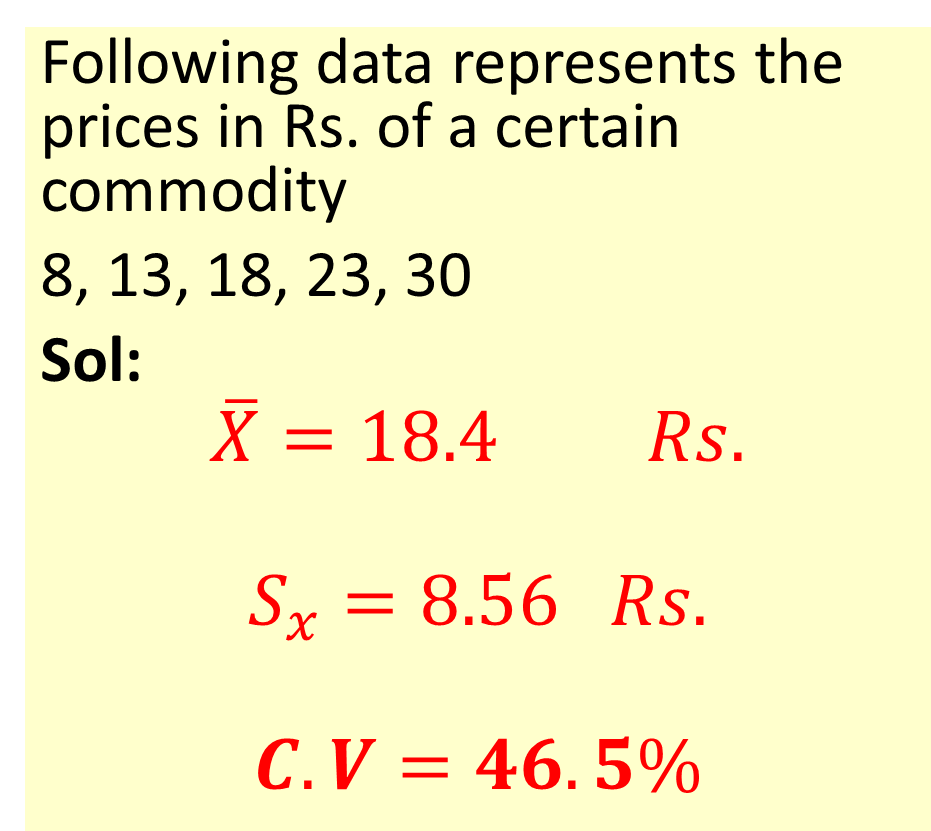 Following data represents the
prices in Rs. of a certain
commodity
8, 13, 18, 23, 30
Sol:
X̄ = 18.4 Rs.
Sₓ = 8.56 Rs.
C.V = 46.5%